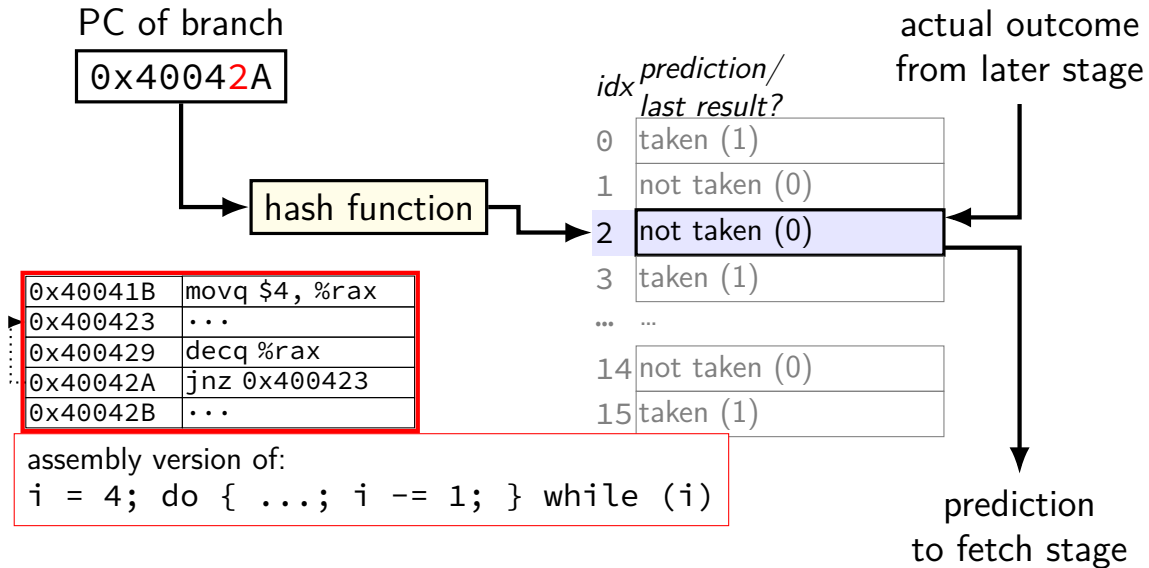 PC of branch
0x40042A
actual outcome
from later stage
idx prediction/
last result?
0 taken (1)
1 not taken (0)
hash function
2 not taken (0)
3 taken (1)
… …
14 not taken (0)
15 taken (1)
0x40041B movq $4, %rax
0x400423 ...
0x400429 decq %rax
0x40042A jnz 0x400423
0x40042B ...
assembly version of:
i = 4; do { ...; i -= 1; } while (i)
prediction
to fetch stage